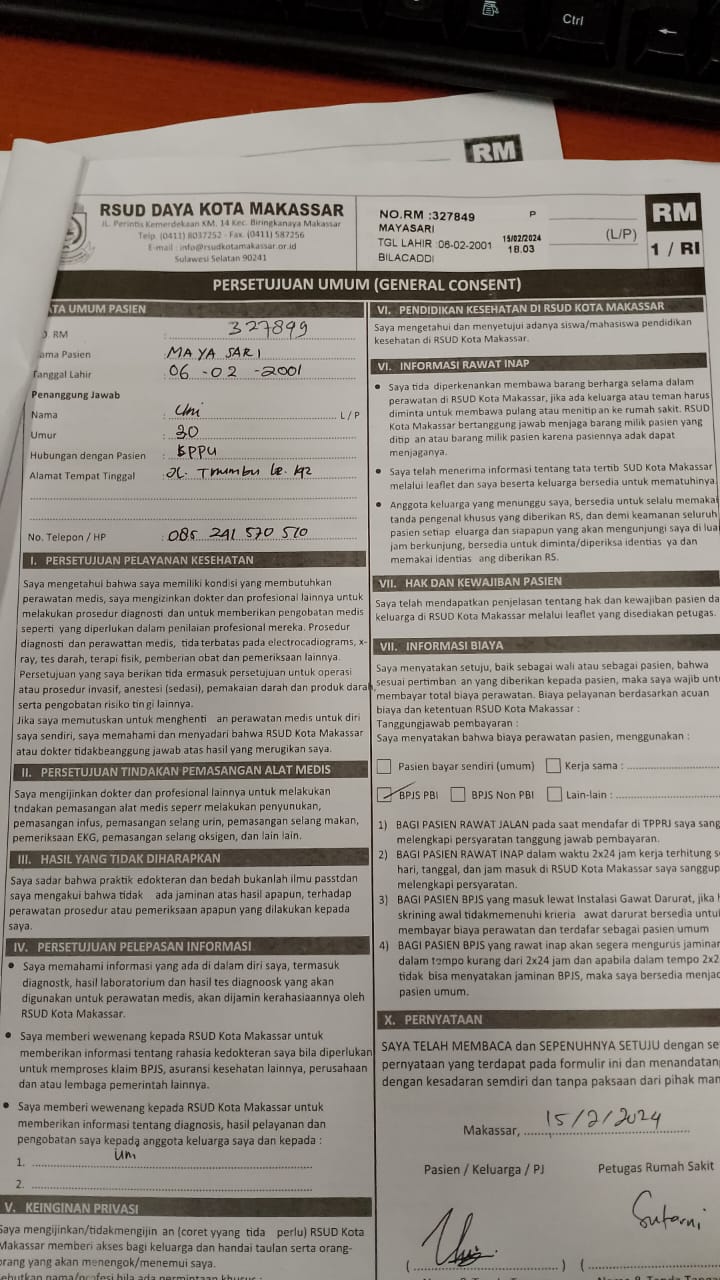 RM
RSUD DAYA KOTA MAKASSAR
JL. Perintis Kemerdekaan KM. 14 Kec. Biringkanaya Makassar
Telp. (0411) 8037252 - Fax. (0411) 587256
E-mail : info@rsudkotamakassar.or.id
Sulawesi Selatan 90241
NO.RM :327849 P
MAYASARI
TGL LAHIR :06-02-2001 15/02/2024 18.03 (L/P)
BILACADDI
RM
1 / RI
PERSETUJUAN UMUM (GENERAL CONSENT)
ATA UMUM PASIEN
O. RM : 327899
ama Pasien : MAYA SARI
Tanggal Lahir : 06 - 02 - 2001
Penanggung Jawab
Nama : Uni L/P
Umur : 30
Hubungan dengan Pasien :
Alamat Tempat Tinggal : JL.
No. Telepon / HP : 085 241 570 510
I. PERSETUJUAN PELAYANAN KESEHATAN
Saya mengetahui bahwa saya memiliki kondisi yang membutuhkan
perawatan medis, saya mengizinkan dokter dan profesional lainnya untuk
melakukan prosedur diagnosti dan untuk memberikan pengobatan medis
seperti yang diperlukan dalam penilaian profesional mereka. Prosedur
diagnosti dan perawattan medis, tida terbatas pada electrocadiograms, x-
ray, tes darah, terapi fisik, pemberian obat dan pemeriksaan lainnya.
Persetujuan yang saya berikan tida ermasuk persetujuan untuk operasi
atau prosedur invasif, anestesi (sedasi), pemakaian darah dan produk darah,
serta pengobatan risiko tin gi lainnya.
Jika saya memutuskan untuk menghenti an perawatan medis untuk diri
saya sendiri, saya memahami dan menyadari bahwa RSUD Kota Makassar
atau dokter tidakbeanggung jawab atas hasil yang merugikan saya.
II. PERSETUJUAN TINDAKAN PEMASANGAN ALAT MEDIS
Saya mengijinkan dokter dan profesional lainnya untuk melakukan
tndakan pemasangan alat medis seperr melakukan penyunukan,
pemasangan infus, pemasangan selang urin, pemasangan selang makan,
pemeriksaan EKG, pemasangan selang oksigen, dan lain lain.
III. HASIL YANG TIDAK DIHARAPKAN
Saya sadar bahwa praktik edokteran dan bedah bukanlah ilmu passtdan
saya mengakui bahwa tidak ada jaminan atas hasil apapun, terhadap
perawatan prosedur atau pemeriksaan apapun yang dilakukan kepada
saya.
IV. PERSETUJUAN PELEPASAN INFORMASI
• Saya memahami informasi yang ada di dalam diri saya, termasuk
diagnostk, hasil laboratorium dan hasil tes diagnoosk yang akan
digunakan untuk perawatan medis, akan dijamin kerahasiaannya oleh
RSUD Kota Makassar.
• Saya memberi wewenang kepada RSUD Kota Makassar untuk
memberikan informasi tentang rahasia kedokteran saya bila diperlukan
untuk memproses klaim BPJS, asuransi kesehatan lainnya, perusahaan
dan atau lembaga pemerintah lainnya.
• Saya memberi wewenang kepada RSUD Kota Makassar untuk
memberikan informasi tentang diagnosis, hasil pelayanan dan
pengobatan saya kepada anggota keluarga saya dan kepada :
1. Uni
2.
V. KEINGINAN PRIVASI
Saya mengijinkan/tidakmengijin an (coret yyang tida perlu) RSUD Kota
Makassar memberi akses bagi keluarga dan handai taulan serta orang-
orang yang akan menengok/menemui saya.
VI. PENDIDIKAN KESEHATAN DI RSUD KOTA MAKASSAR
Saya mengetahui dan menyetujui adanya siswa/mahasiswa pendidikan
kesehatan di RSUD Kota Makassar.
VI. INFORMASI RAWAT INAP
• Saya tida diperkenankan membawa barang berharga selama dalam
perawatan di RSUD Kota Makassar, jika ada keluarga atau teman harus
diminta untuk membawa pulang atau menitip an ke rumah sakit. RSUD
Kota Makassar bertanggung jawab menjaga barang milik pasien yang
ditip an atau barang milik pasien karena pasiennya adak dapat
menjaganya.
• Saya telah menerima informasi tentang tata tertib SUD Kota Makassar
melalui leaflet dan saya beserta keluarga bersedia untuk mematuhinya.
• Anggota keluarga yang menunggu saya, bersedia untuk selalu memakai
tanda pengenal khusus yang diberikan RS, dan demi keamanan seluruh
pasien setiap eluarga dan siapapun yang akan mengunjungi saya di lua
jam berkunjung, bersedia untuk diminta/diperiksa identias ya dan
memakai identias ang diberikan RS.
VII. HAK DAN KEWAJIBAN PASIEN
Saya telah mendapatkan penjelasan tentang hak dan kewajiban pasien da
keluarga di RSUD Kota Makassar melalui leaflet yang disediakan petugas.
VII. INFORMASI BIAYA
Saya menyatakan setuju, baik sebagai wali atau sebagai pasien, bahwa
sesuai pertimban an yang diberikan kepada pasien, maka saya wajib unt
membayar total biaya perawatan. Biaya pelayanan berdasarkan acuan
biaya dan ketentuan RSUD Kota Makassar :
Tanggungjawab pembayaran :
Saya menyatakan bahwa biaya perawatan pasien, menggunakan :
Pasien bayar sendiri (umum) Kerja sama :
BPJS PBI BPJS Non PBI Lain-lain :
1) BAGI PASIEN RAWAT JALAN pada saat mendafar di TPPRJ saya sang
melengkapi persyaratan tanggung jawab pembayaran.
2) BAGI PASIEN RAWAT INAP dalam waktu 2x24 jam kerja terhitung s
hari, tanggal, dan jam masuk di RSUD Kota Makassar saya sanggup
melengkapi persyaratan.
3) BAGI PASIEN BPJS yang masuk lewat Instalasi Gawat Darurat, jika
skrining awal tidakmemenuhi krieria awat darurat bersedia untu
membayar biaya perawatan dan terdafar sebagai pasien umum
4) BAGI PASIEN BPJS yang rawat inap akan segera mengurus jaminar
dalam tempo kurang dari 2x24 jam dan apabila dalam tempo 2x2
tidak bisa menyatakan jaminan BPJS, maka saya bersedia menjad
pasien umum.
X. PERNYATAAN
SAYA TELAH MEMBACA dan SEPENUHNYA SETUJU dengan se
pernyataan yang terdapat pada formulir ini dan menandatan
dengan kesadaran semdiri dan tanpa paksaan dari pihak man
Makassar, 15/2/2024
Pasien / Keluarga / PJ Petugas Rumah Sakit
Sutarni
Ctrl